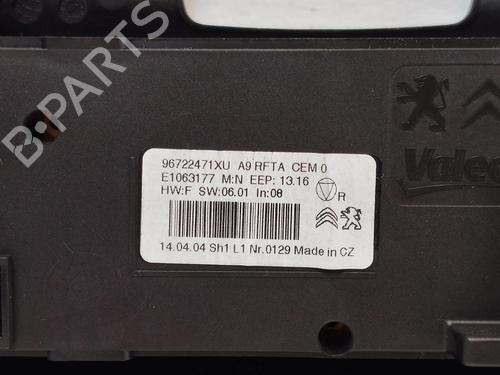 96722471XU A9 RFTA CEM 0
E1063177 M:N EEP: 13.16
HW:F SW:06.01 In:08
R
14.04.04 Sh1 L1 Nr.0129 Made in CZ
Valeo
B-PARTS